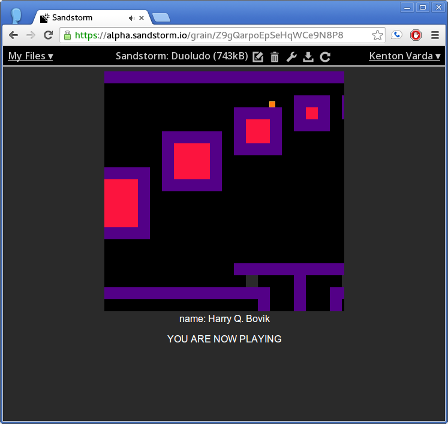 Sandstorm
https://alpha.sandstorm.io/grain/Z9gQarpoEpSeHqWCe9N8P8
My Files ▾
Sandstorm: Duoludo (743kB)
Kenton Varda ▾
name: Harry Q. Bovik
YOU ARE NOW PLAYING